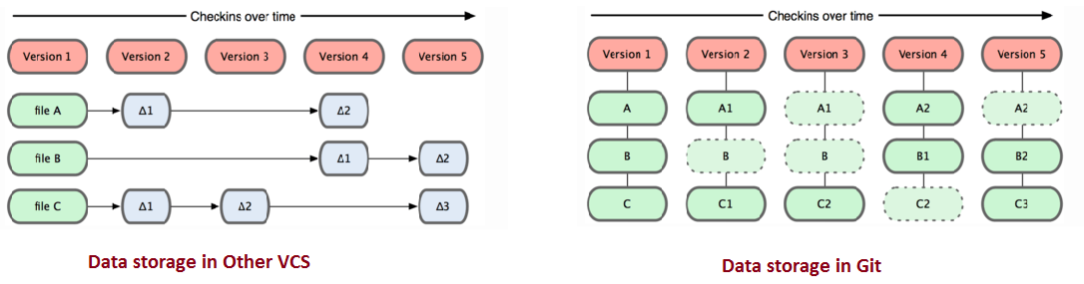 Checkins over time
Version 1 Version 2 Version 3 Version 4 Version 5
file A Δ1 Δ2
file B Δ1 Δ2
file C Δ1 Δ2 Δ3
Data storage in Other VCS
Checkins over time
Version 1 Version 2 Version 3 Version 4 Version 5
A A1 A1 A2 A2
B B B B1 B2
C C1 C2 C2 C3
Data storage in Git